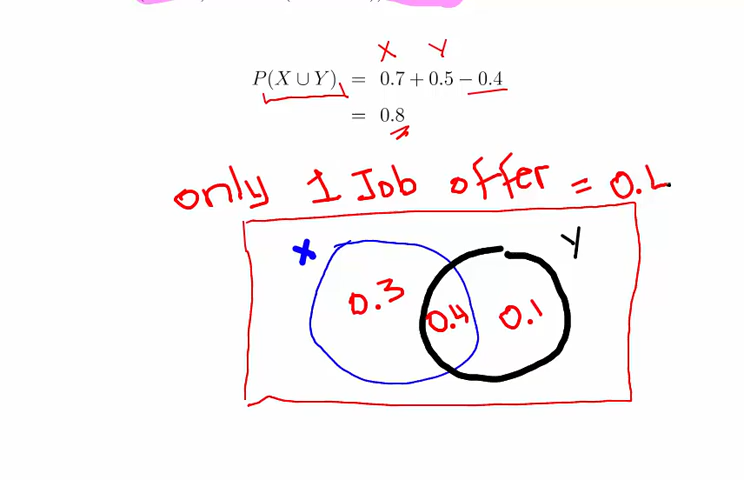 X Y
P(X ∪ Y) = 0.7 + 0.5 − 0.4
= 0.8
only 1 Job offer = 0.
X Y
0.3 0.4 0.1